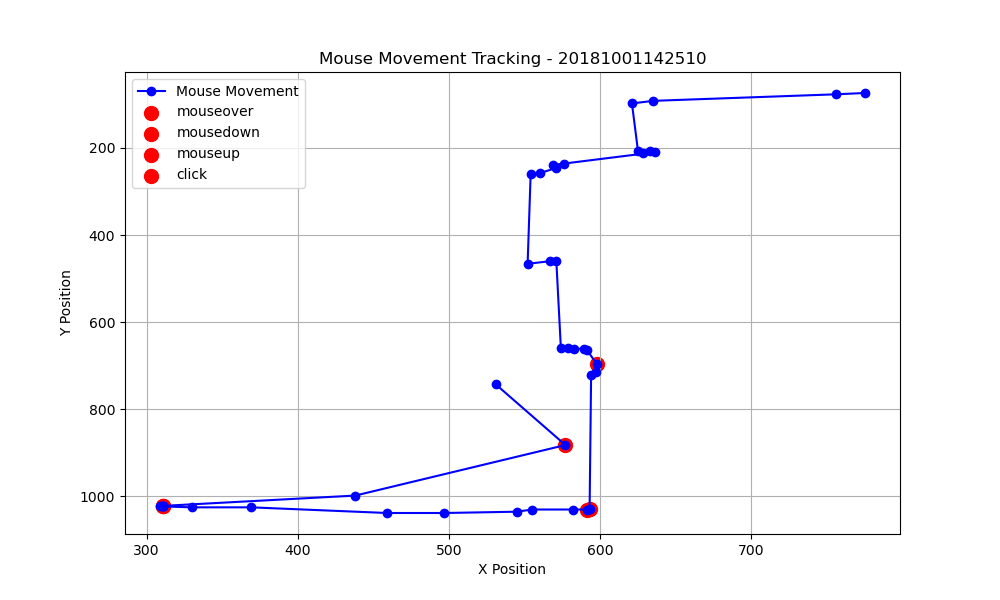 Mouse Movement Tracking - 20181001142510
Mouse Movement
mouseover
mousedown
mouseup
click
200
400
600
800
1000
Y Position
300
400
500
600
700
X Position